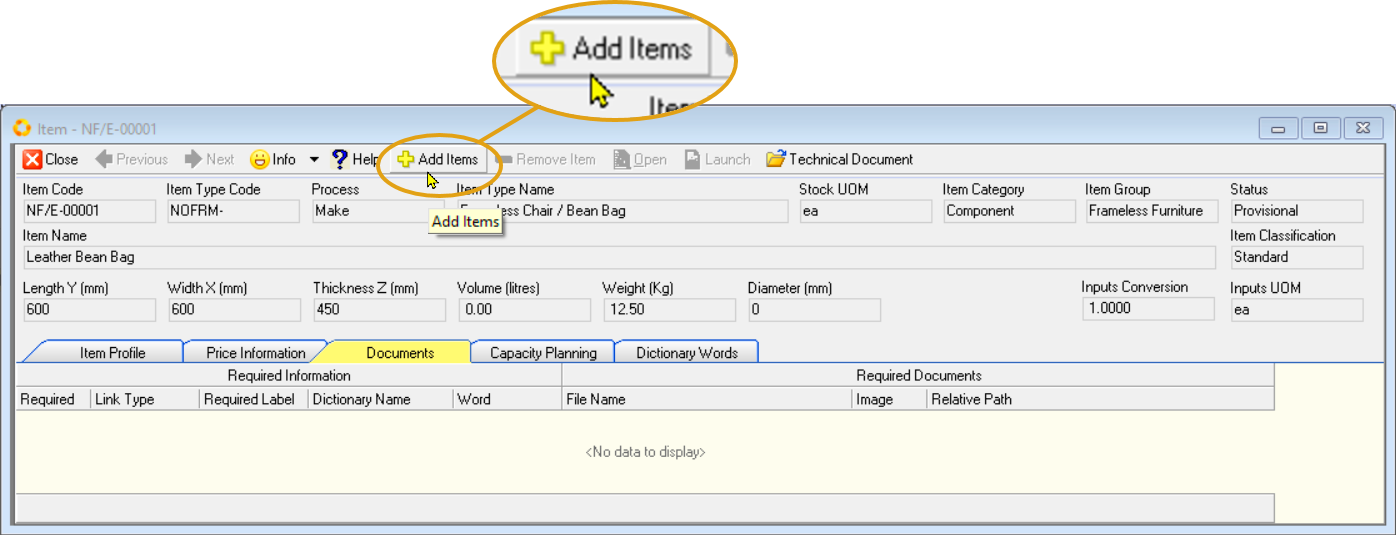 Add Items
Item - NF/E-00001
Close Previous Next Info Help Add Items Remove Item Open Launch Technical Document
Item Code Item Type Code Process Item Type Name Stock UOM Item Category Item Group Status
NF/E-00001 NOFRM- Make Chair / Bean Bag ea Component Frameless Furniture Provisional
Add Items
Item Name Item Classification
Leather Bean Bag Standard
Length Y (mm) Width X (mm) Thickness Z (mm) Volume (litres) Weight (Kg) Diameter (mm) Inputs Conversion Inputs UOM
600 600 450 0.00 12.50 0 1.0000 ea
Item Profile Price Information Documents Capacity Planning Dictionary Words
Required Information Required Documents
Required Link Type Required Label Dictionary Name Word File Name Image Relative Path
<No data to display>